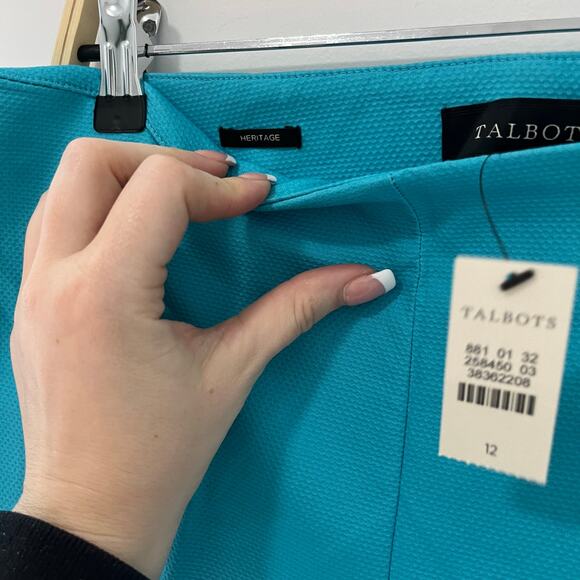 HERITAGE
TALBOTS
TALBOTS
881 01 32
258450 03
38362208
12